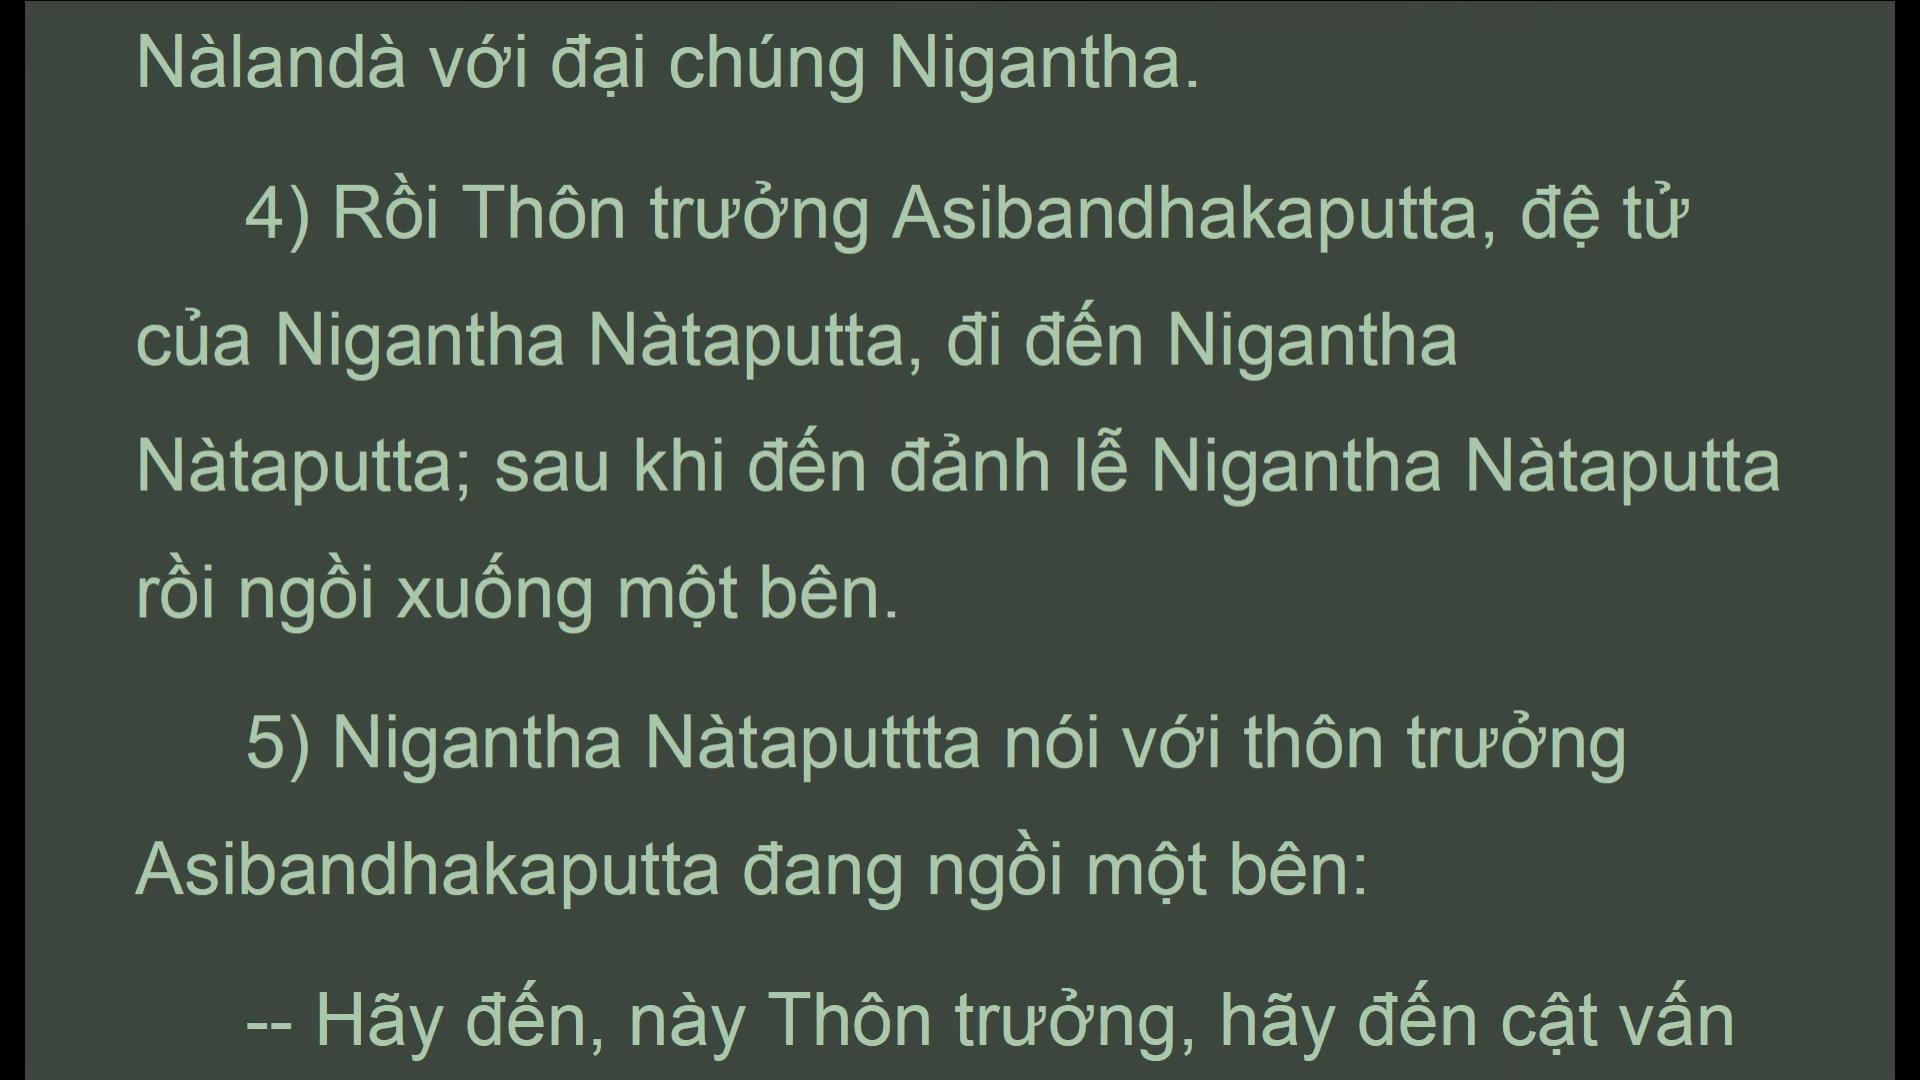 Nàlandà với đại chúng Nigantha.
4) Rồi Thôn trưởng Asibandhakaputta, đệ tử
của Nigantha Nàtaputta, đi đến Nigantha
Nàtaputta; sau khi đến đảnh lễ Nigantha Nàtaputta
rồi ngồi xuống một bên.
5) Nigantha Nàtaputtta nói với thôn trưởng
Asibandhakaputta đang ngồi một bên:
-- Hãy đến, này Thôn trưởng, hãy đến cật vấn